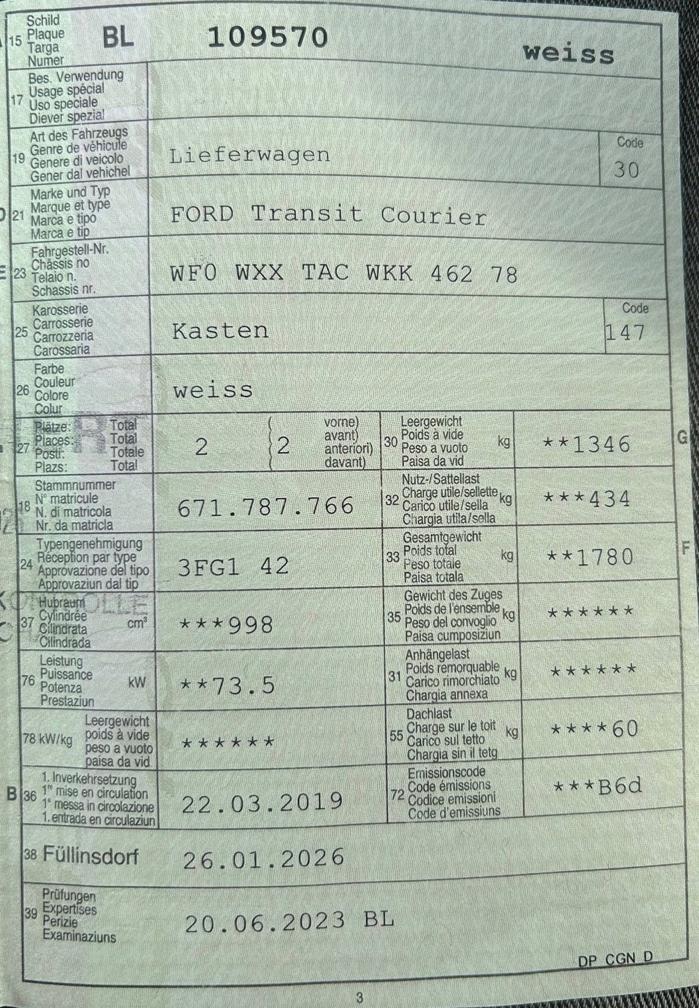 15 Schild Plaque Targa Numer BL 109570 weiss
17 Bes. Verwendung Usage spécial Uso speciale Diever spezial
19 Art des Fahrzeugs Genre de véhicule Genere di veicolo Gener dal vehichel Lieferwagen Code 30
D 21 Marke und Typ Marque et type Marca e tipo Marca e tip FORD Transit Courier
E 23 Fahrgestell-Nr. Châssis no Telaio n. Schassis nr. WF0 WXX TAC WKK 462 78
25 Karosserie Carrosserie Carrozzeria Carossaria Kasten Code 147
26 Farbe Couleur Colore Colur weiss
27 Plätze: Total Places: Total Posti: Totale Plazs: Total 2 2 vorne) avant) anteriori) davant) 30 Leergewicht Poids à vide Peso a vuoto Paisa da vid kg **1346 G
18 Stammnummer N° matricule N. di matricola Nr. da matricla 671.787.766 32 Nutz-/Sattellast Charge utile/sellette Carico utile/sella Chargia utila/sella kg ***434
24 Typengenehmigung Réception par type Approvazione del tipo Approvaziun dal tip 3FG1 42 33 Gesamtgewicht Poids total Peso totale Paisa totala kg **1780 F
37 Hubraum Cylindrée Cilindrata Cilindrada cm³ ***998 35 Gewicht des Zuges Poids de l'ensemble Peso del convoglio Paisa cumposiziun kg ******
76 Leistung Puissance Potenza Prestaziun kW **73.5 31 Anhängelast Poids remorquable Carico rimorchiato Chargia annexa kg ******
78 kW/kg Leergewicht poids à vide peso a vuoto paisa da vid ****** 55 Dachlast Charge sur le toit Carico sul tetto Chargia sin il tetg kg ****60
B 36 1. Inverkehrsetzung 1re mise en circulation 1a messa in circolazione 1. entrada en circulaziun 22.03.2019 72 Emissionscode Code émissions Codice emissioni Code d'emissiuns ***B6d
38 Füllinsdorf 26.01.2026
39 Prüfungen Expertises Perizie Examinaziuns 20.06.2023 BL
DP CGN D
3